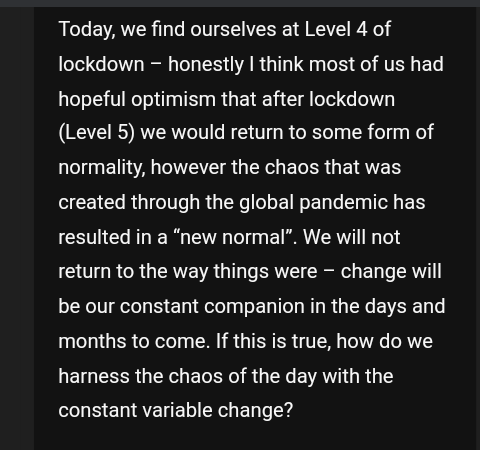 Today, we find ourselves at Level 4 of
lockdown – honestly I think most of us had
hopeful optimism that after lockdown
(Level 5) we would return to some form of
normality, however the chaos that was
created through the global pandemic has
resulted in a “new normal”. We will not
return to the way things were – change will
be our constant companion in the days and
months to come. If this is true, how do we
harness the chaos of the day with the
constant variable change?